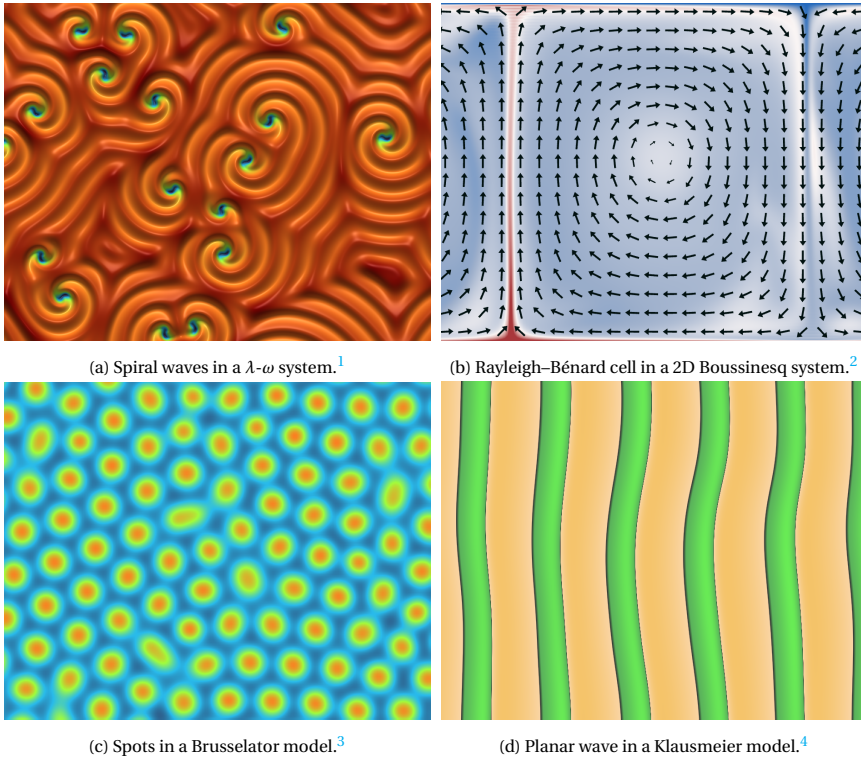 (a) Spiral waves in a λ-ω system.1
(b) Rayleigh–Bénard cell in a 2D Boussinesq system.2
(c) Spots in a Brusselator model.3
(d) Planar wave in a Klausmeier model.4